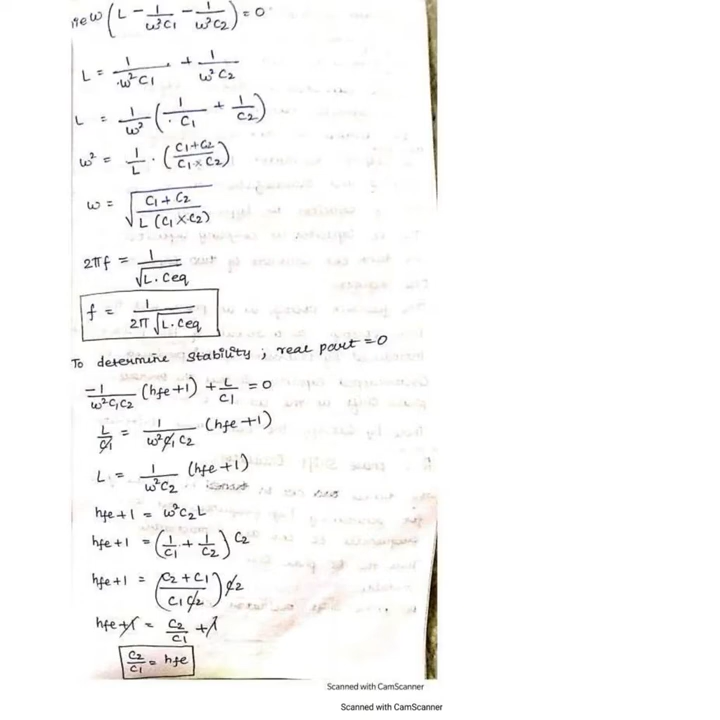 hie ω(L - 1/ω²C1 - 1/ω²C2) = 0
L = 1/ω²C1 + 1/ω²C2
L = 1/ω² (1/C1 + 1/C2)
ω² = 1/L · (C1+C2/C1×C2)
ω = √(C1+C2/L(C1×C2))
2πf = 1/√L.Ceq
f = 1/2π√L.Ceq
To determine stability; real part = 0
-1/ω²C1C2 (hfe+1) + L/C1 = 0
L/C1 = 1/ω²C1C2 (hfe+1)
L = 1/ω²C2 (hfe+1)
hfe+1 = ω²C2L
hfe+1 = (1/C1 + 1/C2) C2
hfe+1 = (C2+C1/C1C2) C2
hfe+1 = C2/C1 + 1
C2/C1 = hfe
Scanned with CamScanner
Scanned with CamScanner